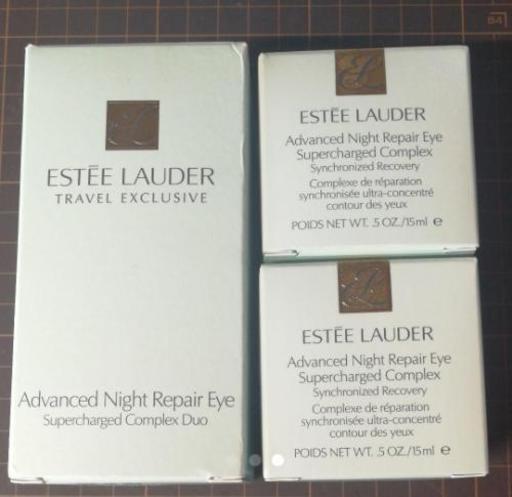 ESTĒE LAUDER
TRAVEL EXCLUSIVE
Advanced Night Repair Eye
Supercharged Complex Duo
ESTĒE LAUDER
Advanced Night Repair Eye
Supercharged Complex
Synchronized Recovery
Complexe de réparation
synchronisée ultra-concentré
contour des yeux
POIDS NET WT. .5 OZ./15ml ℮
ESTĒE LAUDER
Advanced Night Repair Eye
Supercharged Complex
Synchronized Recovery
Complexe de réparation
synchronisée ultra-concentré
contour des yeux
POIDS NET WT. .5 OZ./15ml ℮